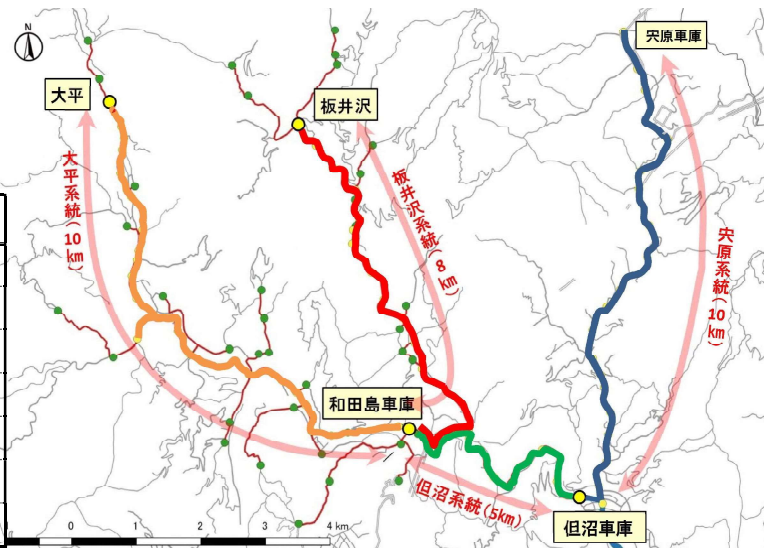 N
宍原車庫
大平
板井沢
大平系統(10km)
板井沢系統(8km)
宍原系統(10km)
和田島車庫
但沼系統(5km)
但沼車庫
0 1 2 3 4 km